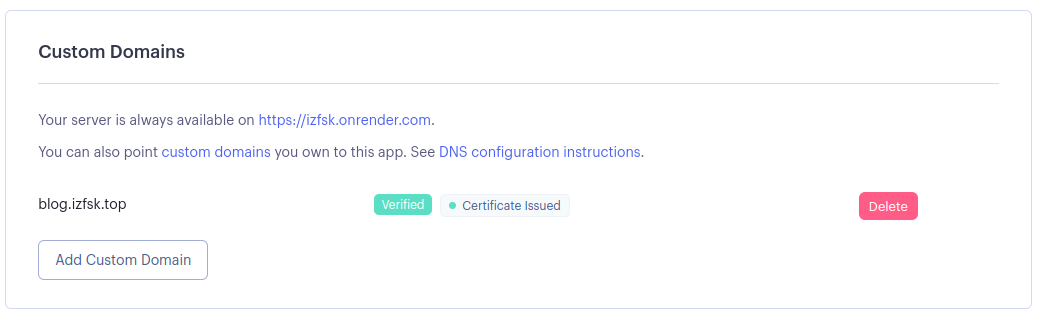 Custom Domains
Your server is always available on https://izfsk.onrender.com.
You can also point custom domains you own to this app. See DNS configuration instructions.
blog.izfsk.top Verified Certificate Issued Delete
Add Custom Domain